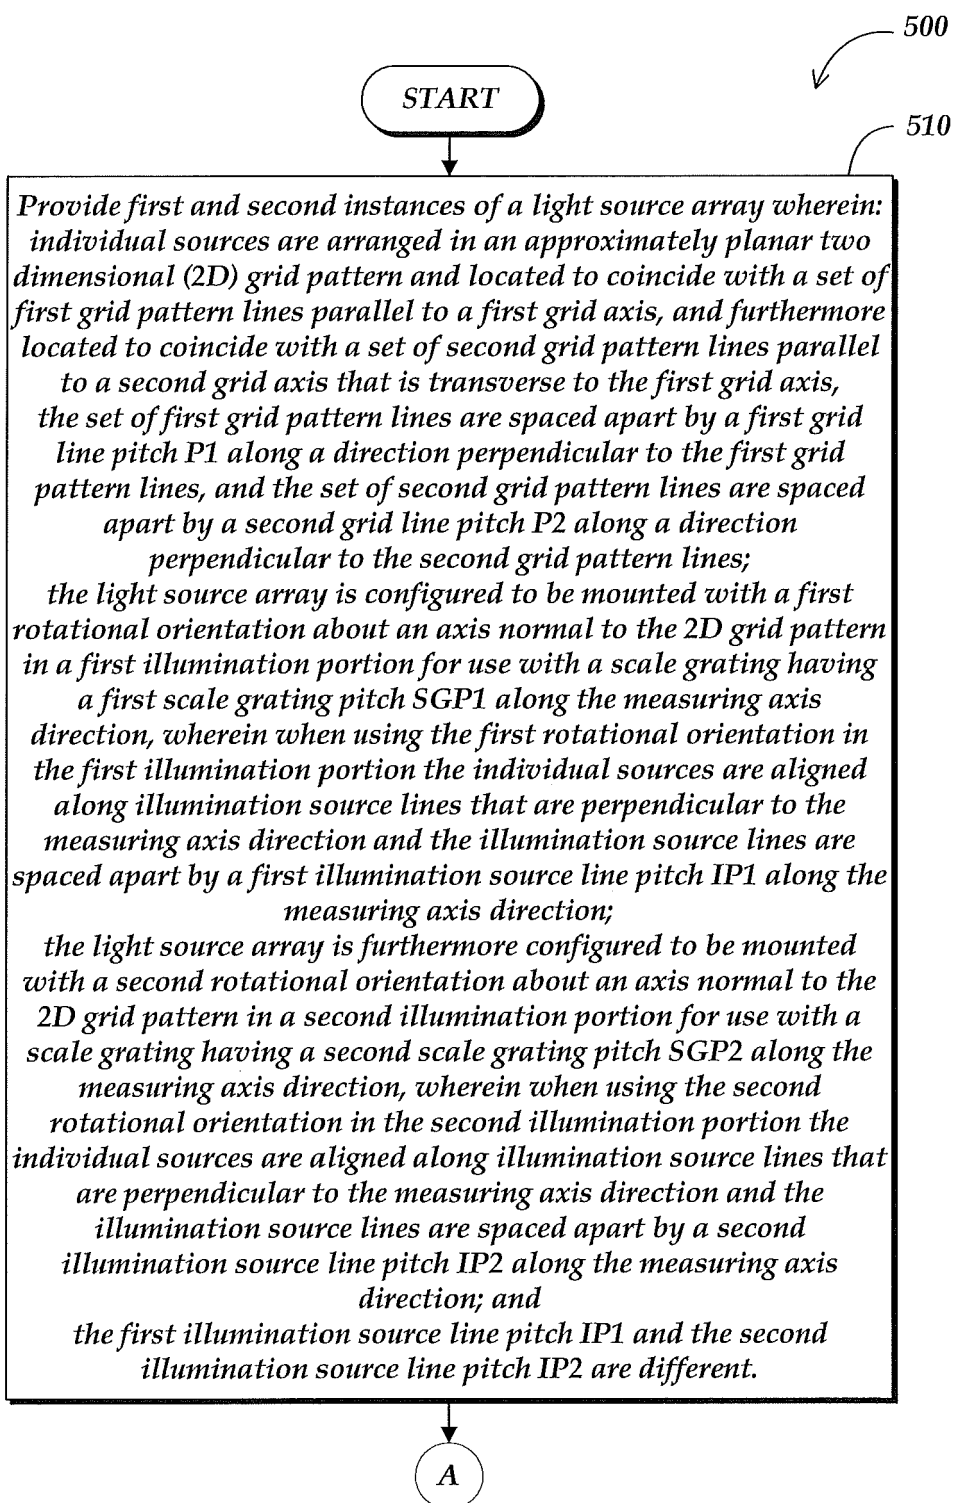 500
START
510
Provide first and second instances of a light source array wherein:
individual sources are arranged in an approximately planar two
dimensional (2D) grid pattern and located to coincide with a set of
first grid pattern lines parallel to a first grid axis, and furthermore
located to coincide with a set of second grid pattern lines parallel
to a second grid axis that is transverse to the first grid axis,
the set of first grid pattern lines are spaced apart by a first grid
line pitch P1 along a direction perpendicular to the first grid
pattern lines, and the set of second grid pattern lines are spaced
apart by a second grid line pitch P2 along a direction
perpendicular to the second grid pattern lines;
the light source array is configured to be mounted with a first
rotational orientation about an axis normal to the 2D grid pattern
in a first illumination portion for use with a scale grating having
a first scale grating pitch SGP1 along the measuring axis
direction, wherein when using the first rotational orientation in
the first illumination portion the individual sources are aligned
along illumination source lines that are perpendicular to the
measuring axis direction and the illumination source lines are
spaced apart by a first illumination source line pitch IP1 along the
measuring axis direction;
the light source array is furthermore configured to be mounted
with a second rotational orientation about an axis normal to the
2D grid pattern in a second illumination portion for use with a
scale grating having a second scale grating pitch SGP2 along the
measuring axis direction, wherein when using the second
rotational orientation in the second illumination portion the
individual sources are aligned along illumination source lines that
are perpendicular to the measuring axis direction and the
illumination source lines are spaced apart by a second
illumination source line pitch IP2 along the measuring axis
direction; and
the first illumination source line pitch IP1 and the second
illumination source line pitch IP2 are different.
A